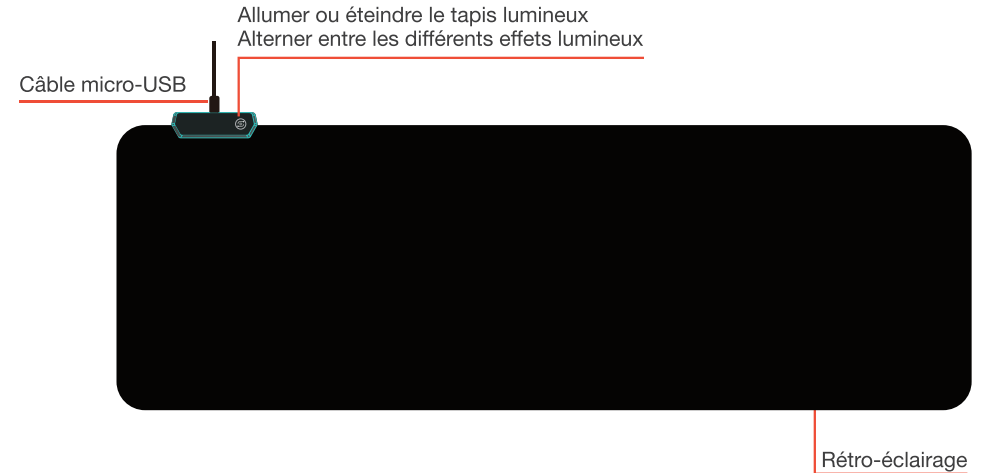 Allumer ou éteindre le tapis lumineux
Alterner entre les différents effets lumineux
Câble micro-USB
Rétro-éclairage